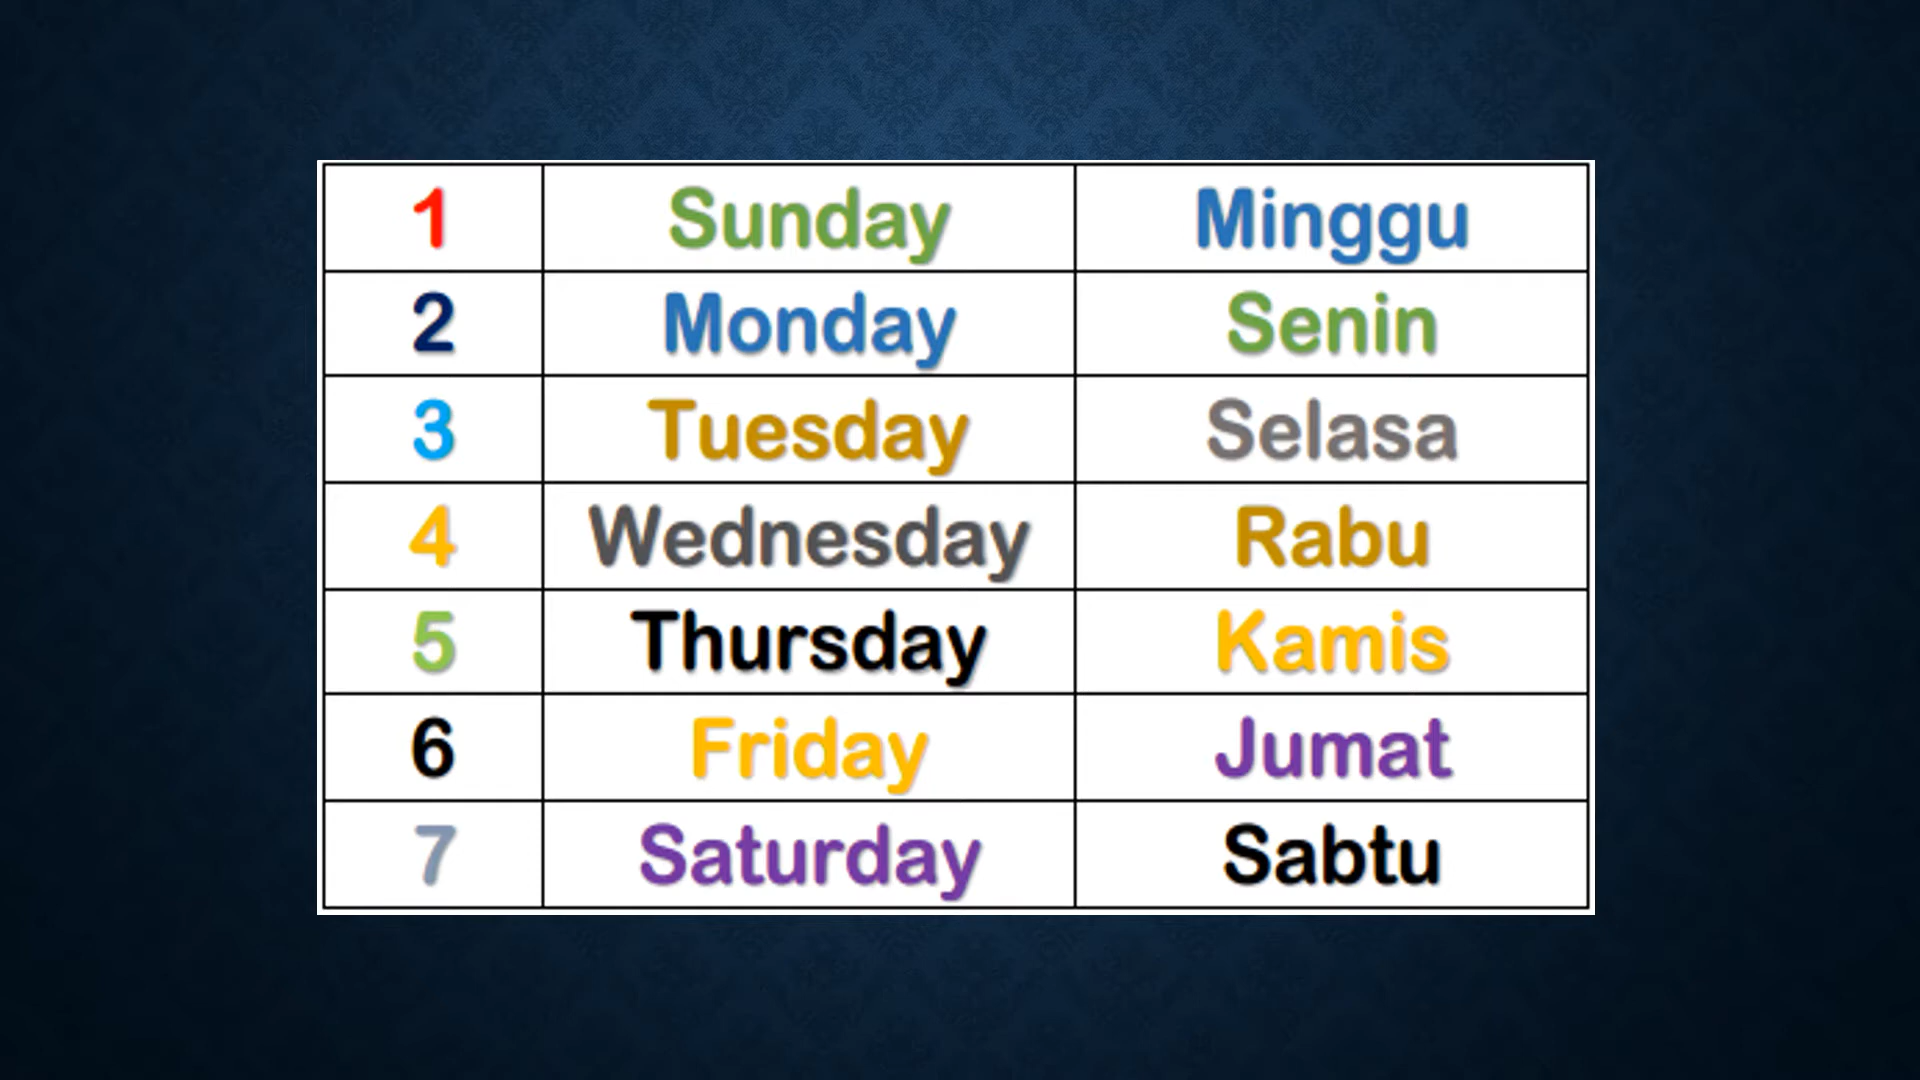 1 Sunday Minggu
2 Monday Senin
3 Tuesday Selasa
4 Wednesday Rabu
5 Thursday Kamis
6 Friday Jumat
7 Saturday Sabtu